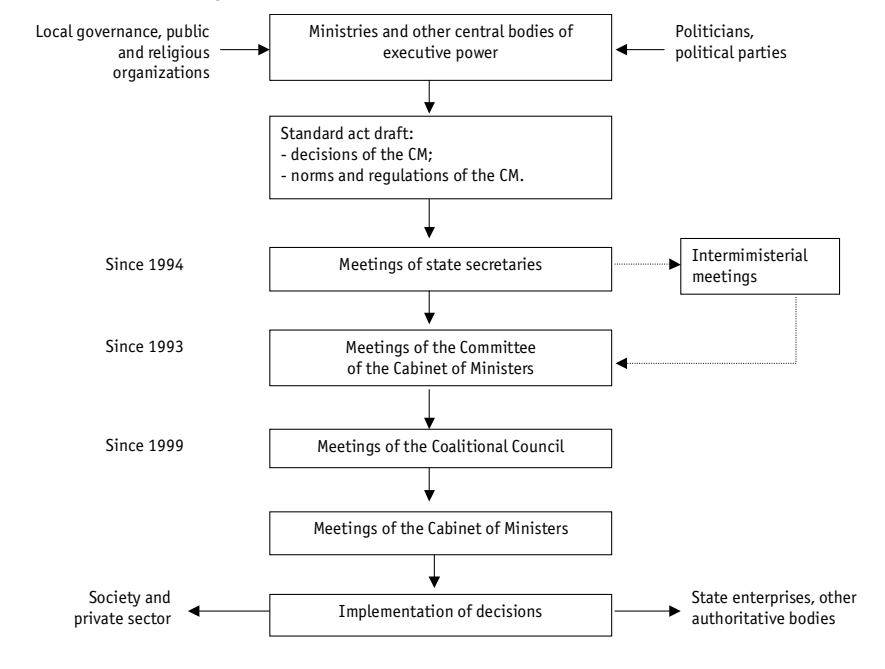 Local governance, public
and religious
organizations
Ministries and other central bodies of
executive power
Politicians,
political parties
Standard act draft:
- decisions of the CM;
- norms and regulations of the CM.
Since 1994
Meetings of state secretaries
Intermimisterial
meetings
Since 1993
Meetings of the Committee
of the Cabinet of Ministers
Since 1999
Meetings of the Coalitional Council
Meetings of the Cabinet of Ministers
Society and
private sector
Implementation of decisions
State enterprises, other
authoritative bodies